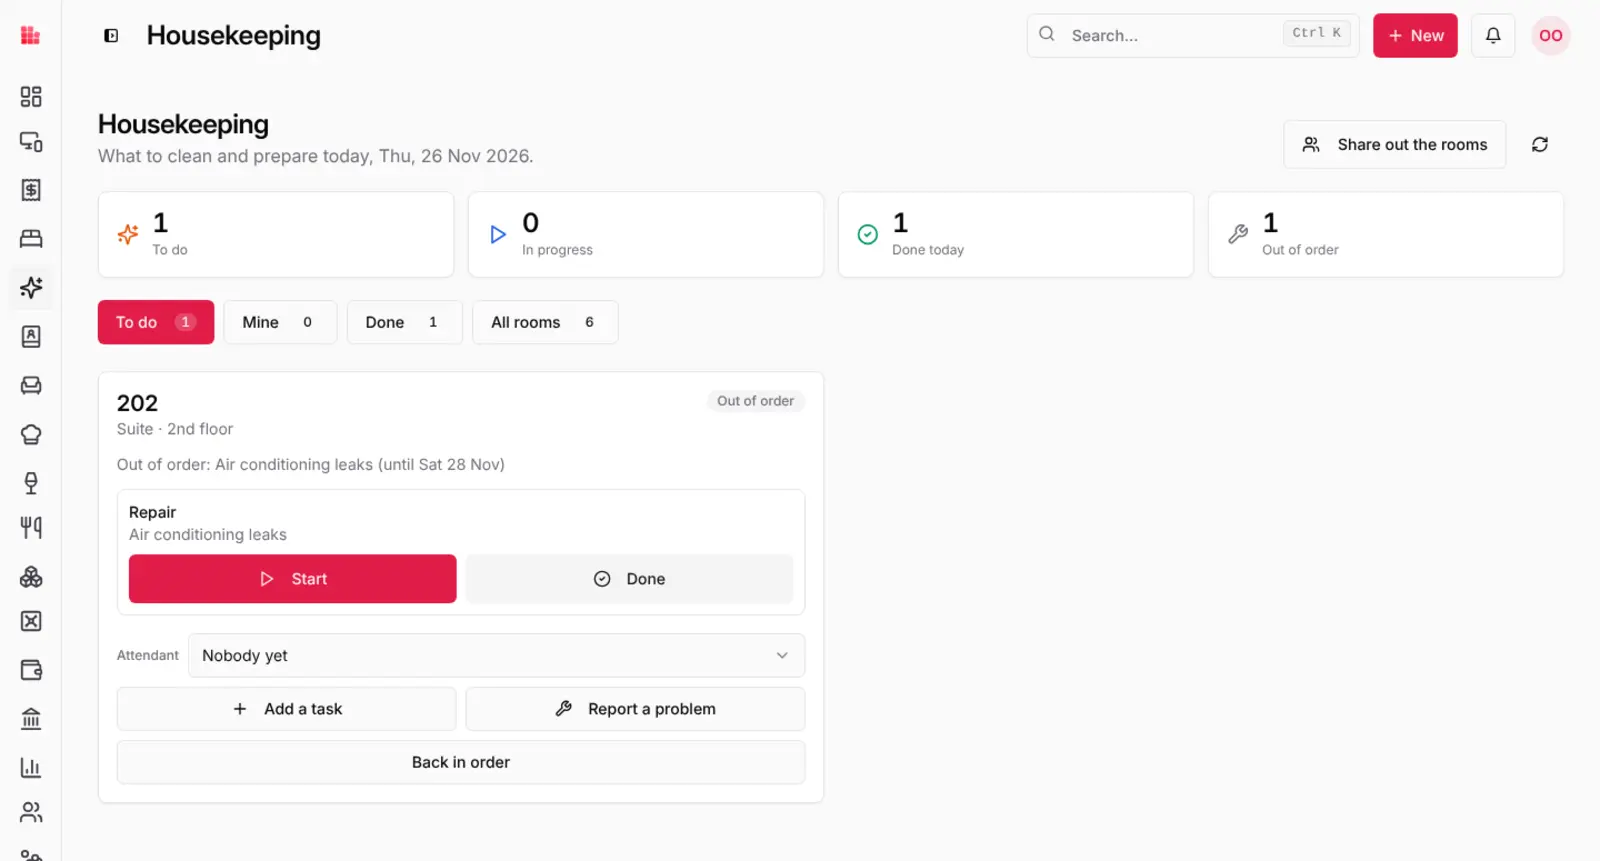 Housekeeping
Search...
Ctrl K
New
OO
Housekeeping
What to clean and prepare today, Thu, 26 Nov 2026.
Share out the rooms
1
To do
0
In progress
1
Done today
1
Out of order
To do 1
Mine 0
Done 1
All rooms 6
202
Out of order
Suite · 2nd floor
Out of order: Air conditioning leaks (until Sat 28 Nov)
Repair
Air conditioning leaks
Start
Done
Attendant
Nobody yet
Add a task
Report a problem
Back in order